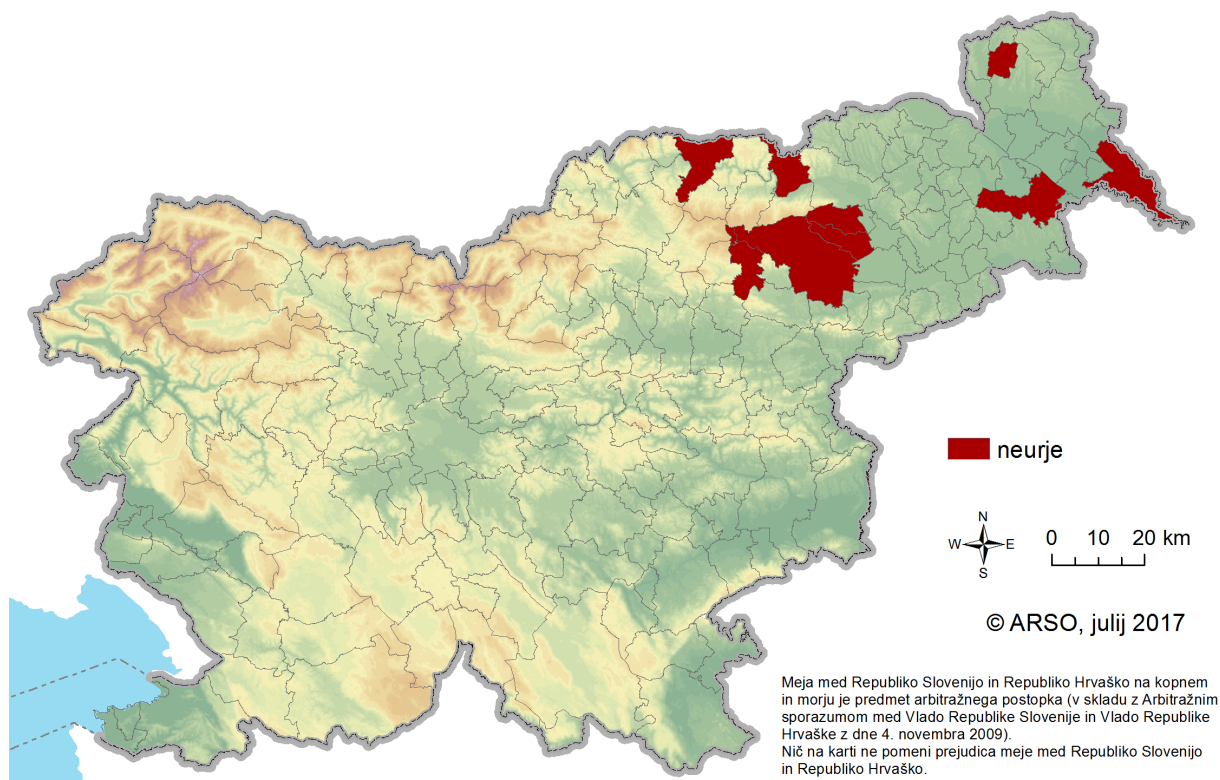 neurje
N
W E
S
0 10 20 km
© ARSO, julij 2017
Meja med Republiko Slovenijo in Republiko Hrvaško na kopnem
in morju je predmet arbitražnega postopka (v skladu z Arbitražnim
sporazumom med Vlado Republike Slovenije in Vlado Republike
Hrvaške z dne 4. novembra 2009).
Nič na karti ne pomeni prejudica meje med Republiko Slovenijo
in Republiko Hrvaško.